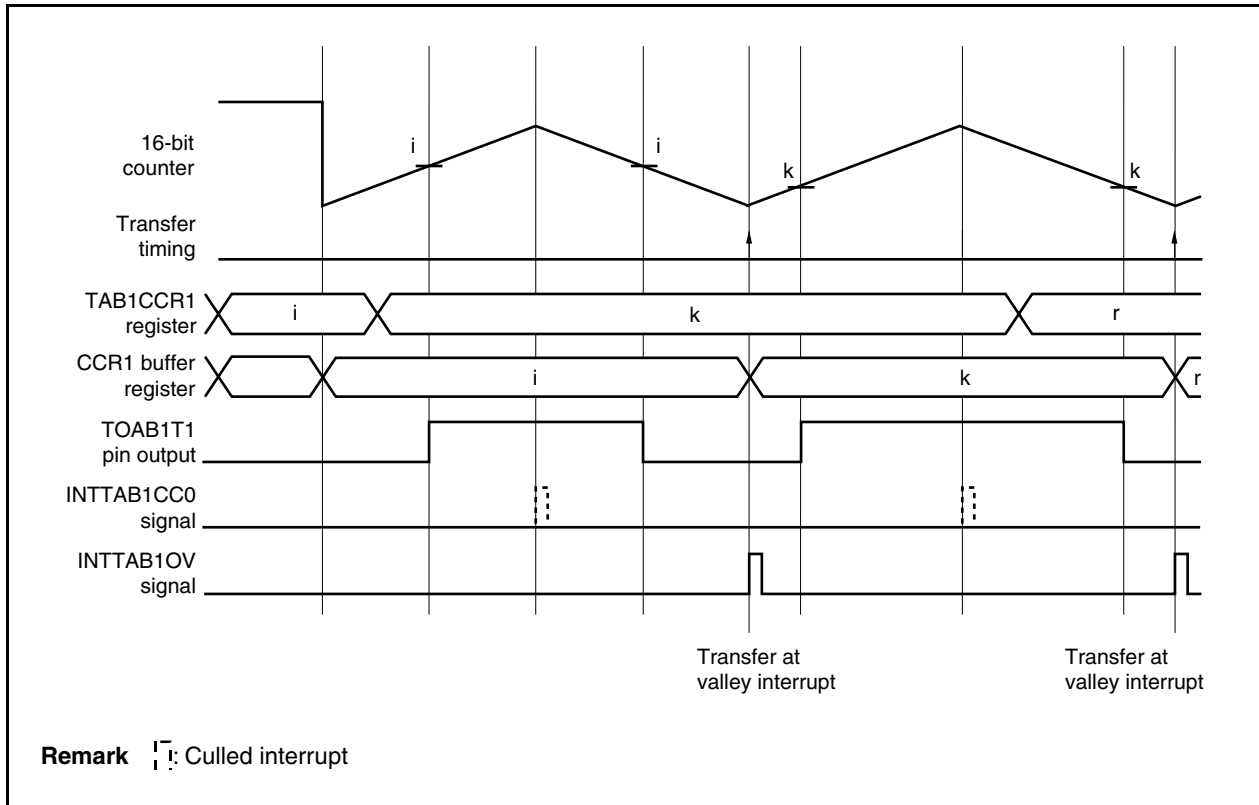 16-bit
counter
i
i
k
k
Transfer
timing
TAB1CCR1
register
i
k
r
CCR1 buffer
register
i
k
r
TOAB1T1
pin output
INTTAB1CC0
signal
INTTAB1OV
signal
Transfer at
valley interrupt
Transfer at
valley interrupt
Remark : Culled interrupt